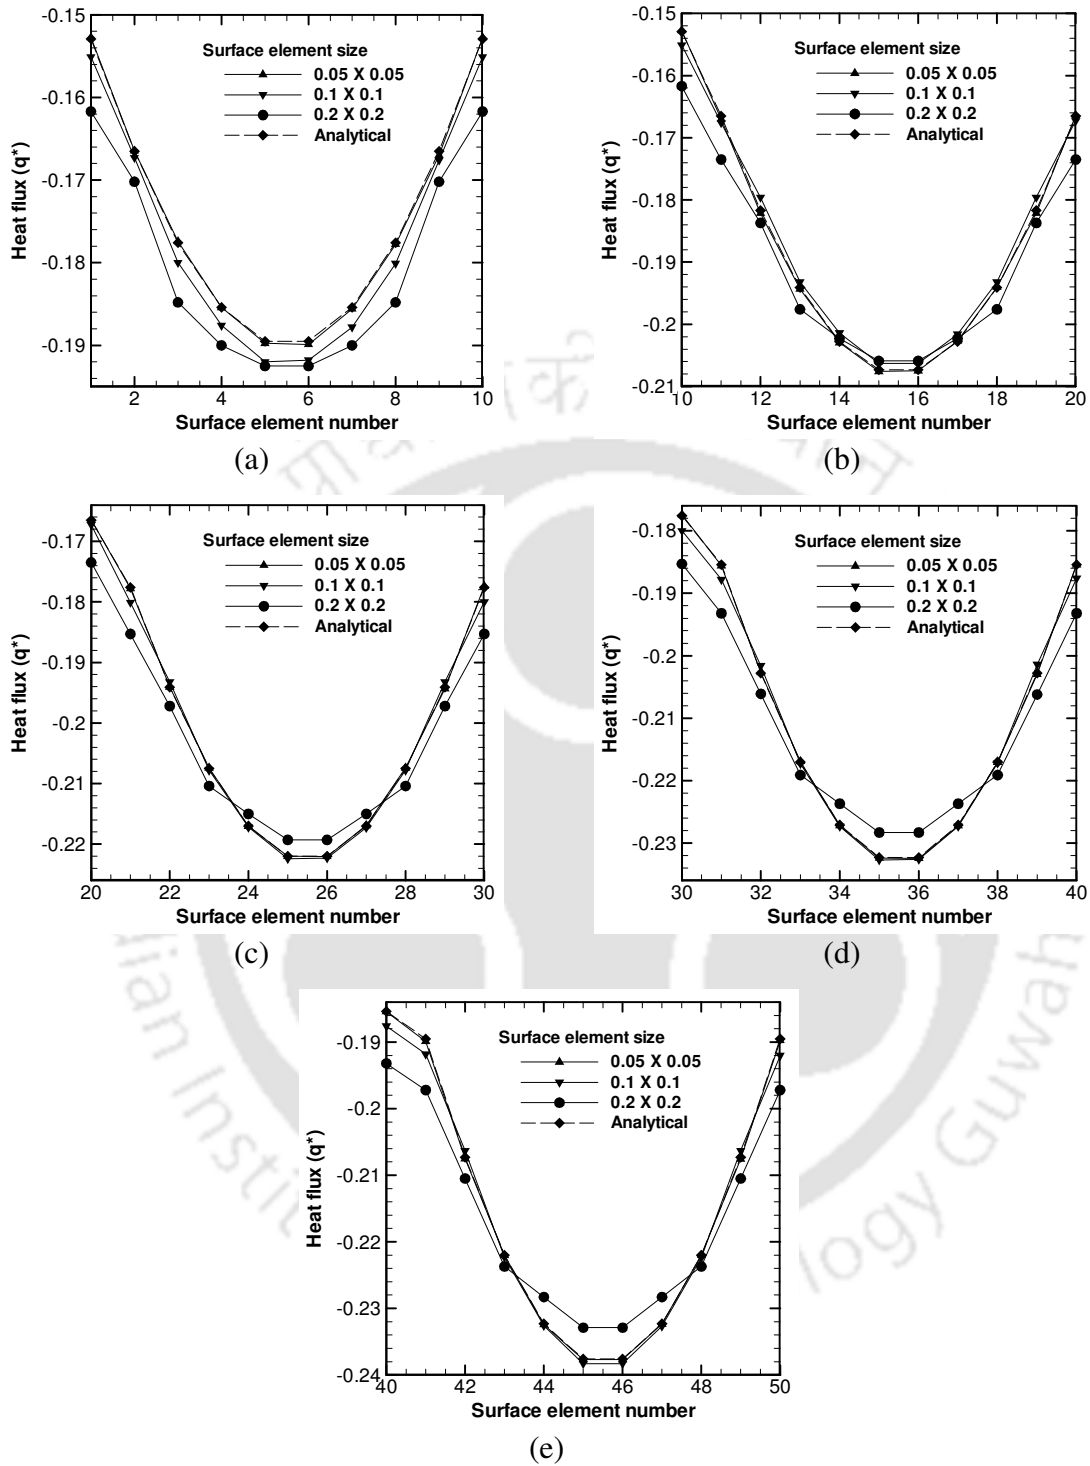 -0.15
-0.16
-0.17
-0.18
-0.19
Heat flux (q*)
Surface element size
0.05 X 0.05
0.1 X 0.1
0.2 X 0.2
Analytical
2 4 6 8 10
Surface element number
(a)
-0.15
-0.16
-0.17
-0.18
-0.19
-0.2
-0.21
Heat flux (q*)
Surface element size
0.05 X 0.05
0.1 X 0.1
0.2 X 0.2
Analytical
10 12 14 16 18 20
Surface element number
(b)
-0.17
-0.18
-0.19
-0.2
-0.21
-0.22
Heat flux (q*)
Surface element size
0.05 X 0.05
0.1 X 0.1
0.2 X 0.2
Analytical
20 22 24 26 28 30
Surface element number
(c)
-0.18
-0.19
-0.2
-0.21
-0.22
-0.23
Heat flux (q*)
Surface element size
0.05 X 0.05
0.1 X 0.1
0.2 X 0.2
Analytical
30 32 34 36 38 40
Surface element number
(d)
-0.19
-0.2
-0.21
-0.22
-0.23
-0.24
Heat flux (q*)
Surface element size
0.05 X 0.05
0.1 X 0.1
0.2 X 0.2
Analytical
40 42 44 46 48 50
Surface element number
(e)